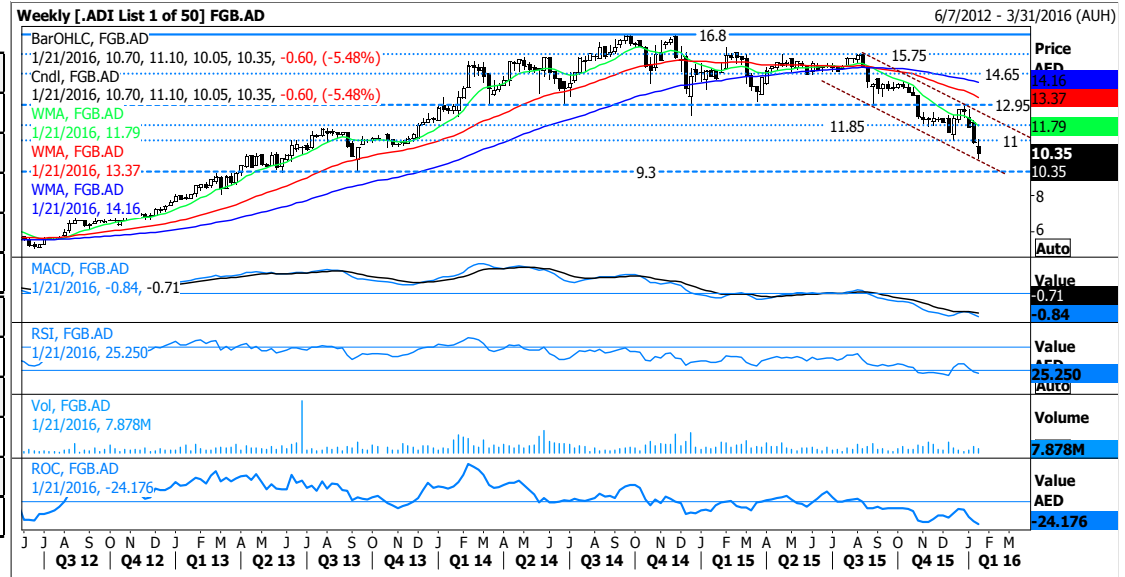 Weekly [.ADI List 1 of 50] FGB.AD
6/7/2012 - 3/31/2016 (AUH)
BarOHLC, FGB.AD
1/21/2016, 10.70, 11.10, 10.05, 10.35, -0.60, (-5.48%)
Cndl, FGB.AD
1/21/2016, 10.70, 11.10, 10.05, 10.35, -0.60, (-5.48%)
WMA, FGB.AD
1/21/2016, 11.79
WMA, FGB.AD
1/21/2016, 13.37
WMA, FGB.AD
1/21/2016, 14.16
16.8
15.75
14.65
12.95
11.85
11
9.3
Price
AED
14.16
13.37
11.79
10.35
10.35
8
6
Auto
MACD, FGB.AD
1/21/2016, -0.84, -0.71
Value
-0.71
-0.84
RSI, FGB.AD
1/21/2016, 25.250
Value
25.250
Auto
Vol, FGB.AD
1/21/2016, 7.878M
Volume
7.878M
ROC, FGB.AD
1/21/2016, -24.176
Value
AED
-24.176
J J A S O N D J F M A M J J A S O N D J F M A M J J A S O N D J F M A M J J A S O N D J F M
Q3 12 Q4 12 Q1 13 Q2 13 Q3 13 Q4 13 Q1 14 Q2 14 Q3 14 Q4 14 Q1 15 Q2 15 Q3 15 Q4 15 Q1 16